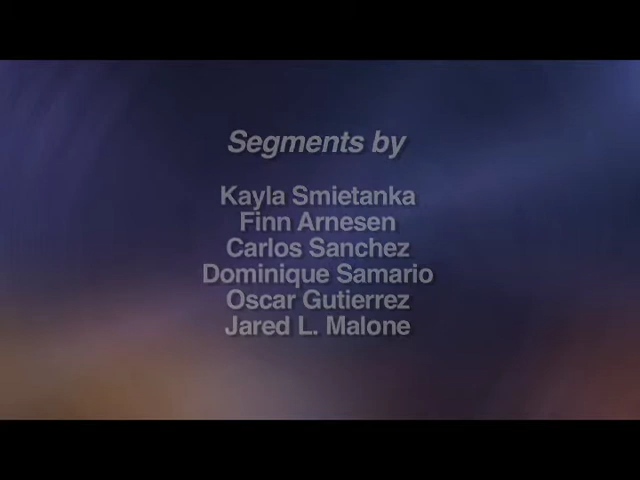 Segments by
Kayla Smietanka
Finn Arnesen
Carlos Sanchez
Dominique Samario
Oscar Gutierrez
Jared L. Malone